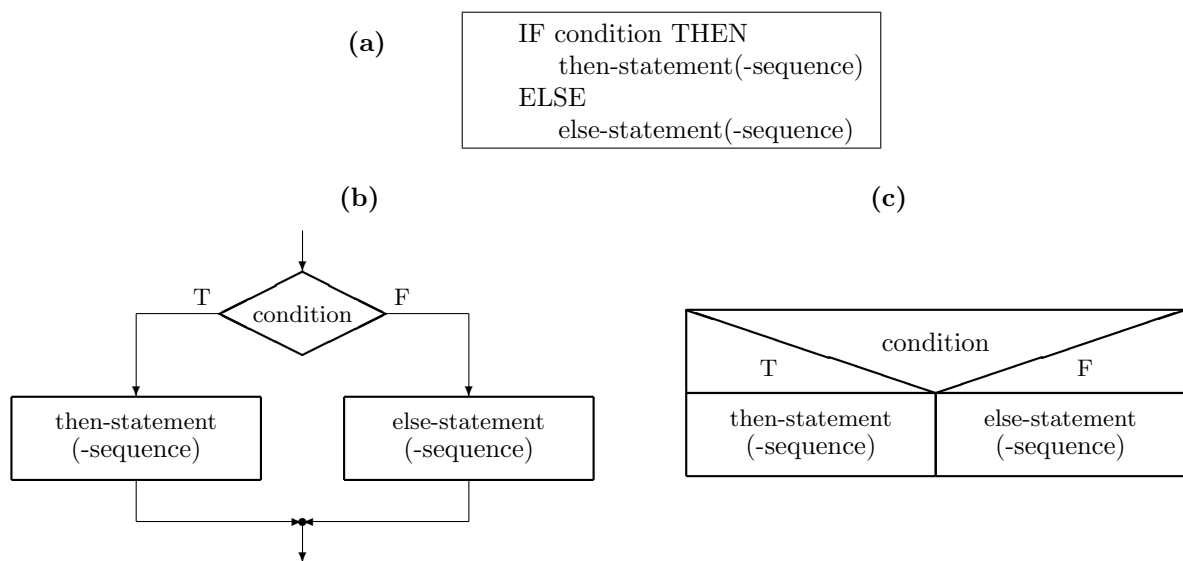 (a)
IF condition THEN
then-statement(-sequence)
ELSE
else-statement(-sequence)
(b)
T
condition
F
then-statement
(-sequence)
else-statement
(-sequence)
(c)
condition
T
F
then-statement
(-sequence)
else-statement
(-sequence)